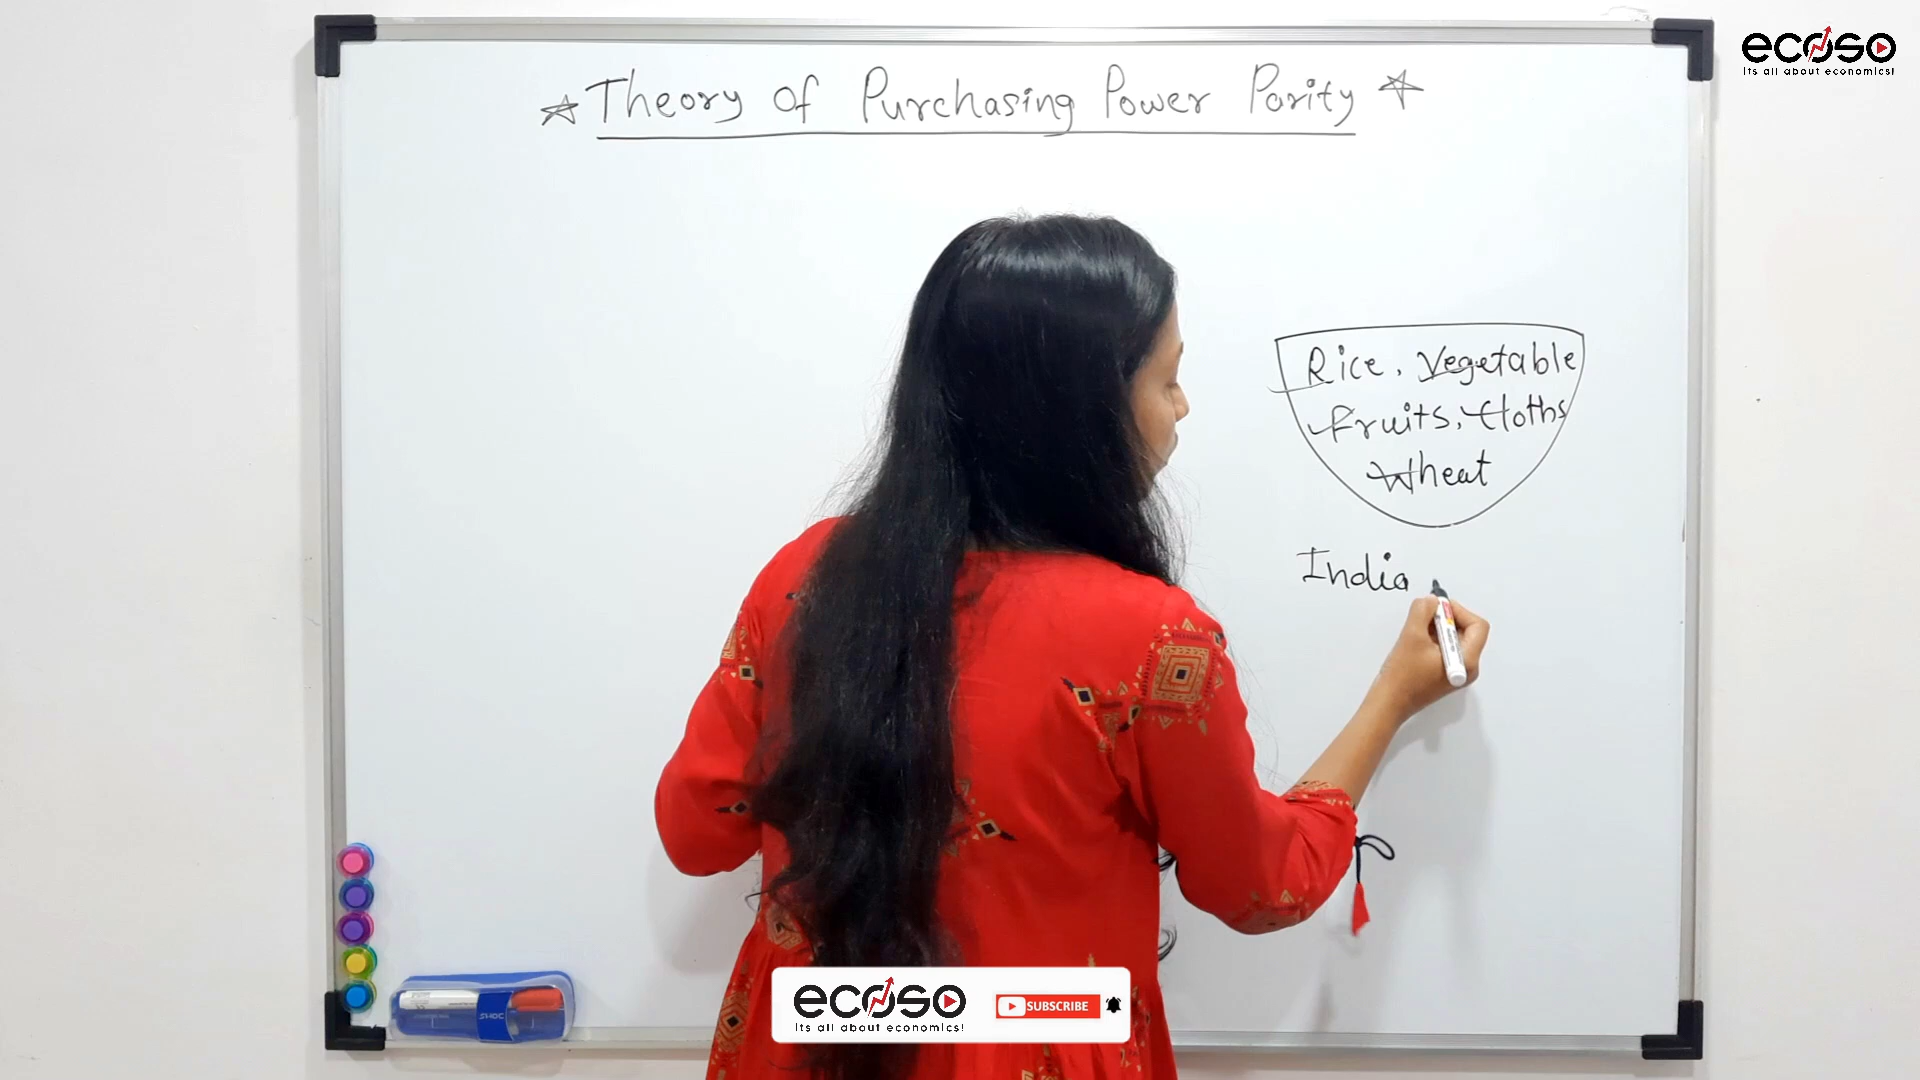 ecoso
its all about economics!
☆ Theory of Purchasing Power Parity ☆
Rice, Vegetable
Fruits, Cloths
Wheat
India
ecoso
its all about economics!
SUBSCRIBE